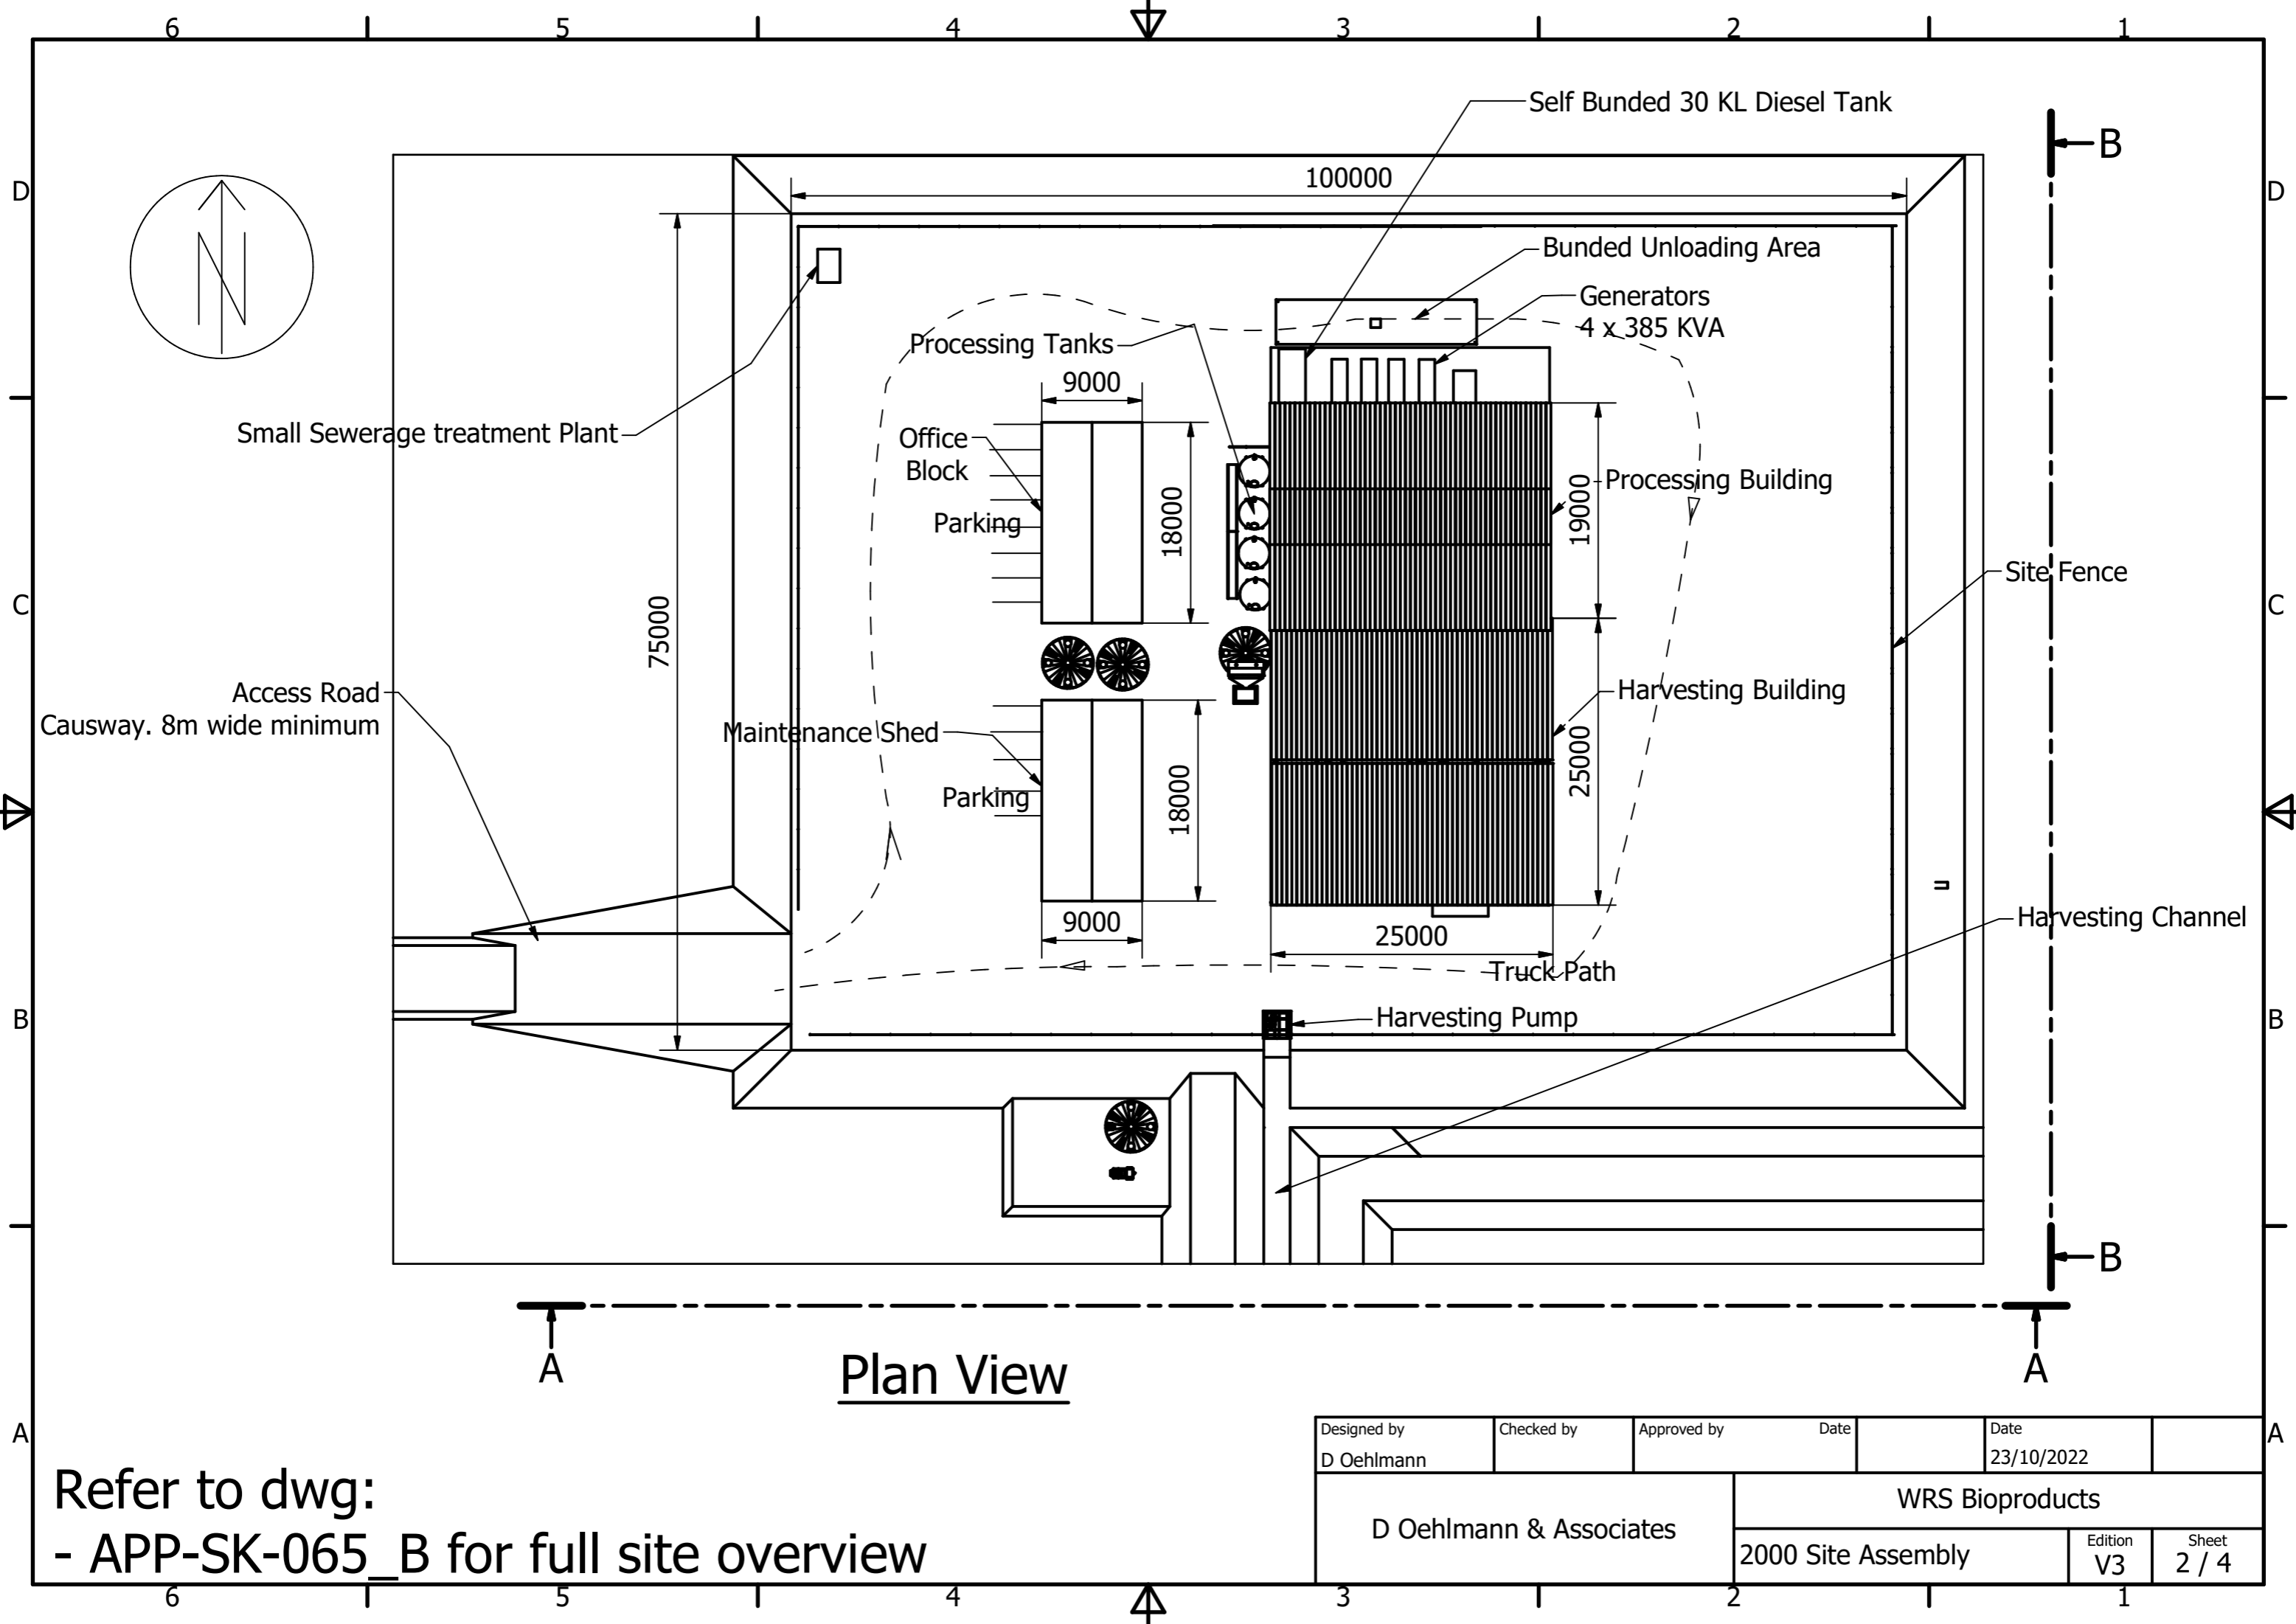 6 5 4 3 2 1
D
D
C
C
B
B
A
A
N
Self Bunded 30 KL Diesel Tank
B
100000
Bunded Unloading Area
Generators
4 x 385 KVA
Processing Tanks
9000
Small Sewerage treatment Plant
Office
Block
Parking
18000
19000
Processing Building
Site Fence
75000
Access Road
Causway. 8m wide minimum
Harvesting Building
Maintenance Shed
Parking
18000
25000
9000
25000
Harvesting Channel
Truck Path
Harvesting Pump
B
A
A
Plan View
Refer to dwg:
- APP-SK-065_B for full site overview
Designed by
D Oehlmann
Checked by
Approved by
Date
Date
23/10/2022
D Oehlmann & Associates
WRS Bioproducts
2000 Site Assembly
Edition
V3
Sheet
2 / 4
6 5 4 3 2 1